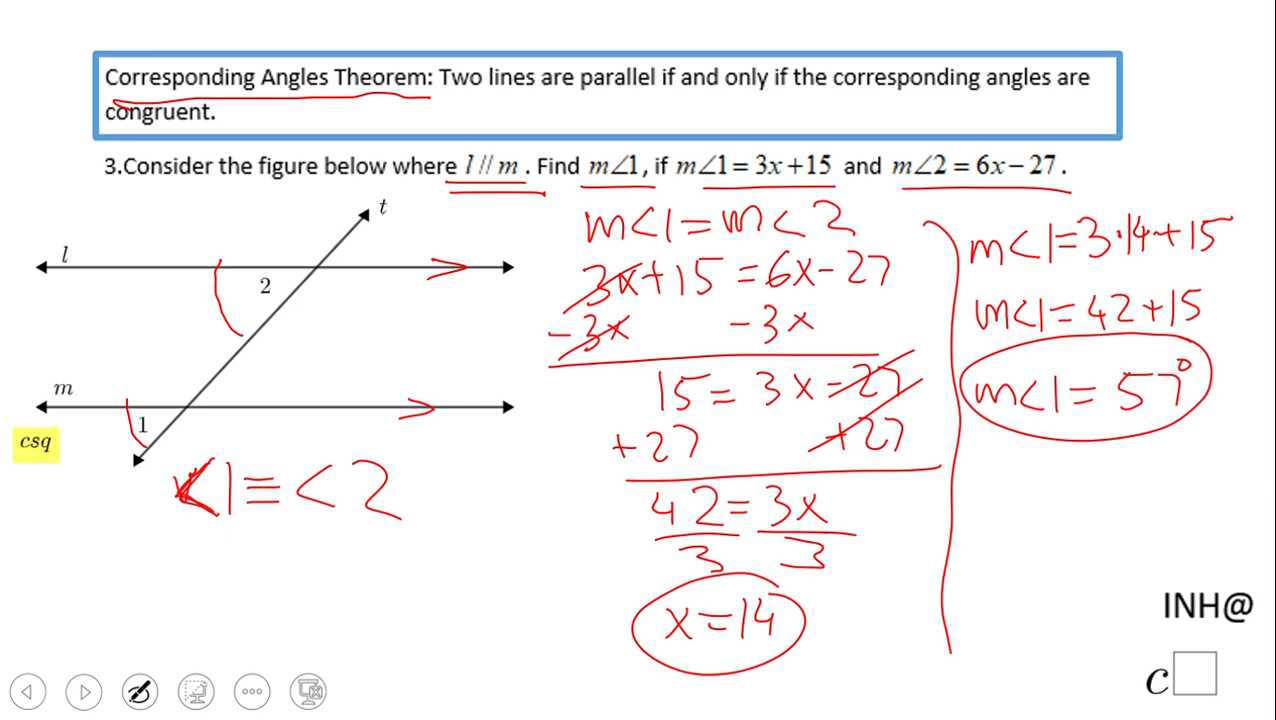 Corresponding Angles Theorem: Two lines are parallel if and only if the corresponding angles are
congruent.
3.Consider the figure below where l // m . Find m∠1, if m∠1 = 3x+15 and m∠2 = 6x−27.
t
l
2
m
1
csq
<1≡<2
m<1=m<2
3x+15=6x-27
-3x -3x
15=3x-27
+27 +27
42=3x
3 3
x=14
m<1=3·14+15
m<1=42+15
m<1=57°
INH@
c